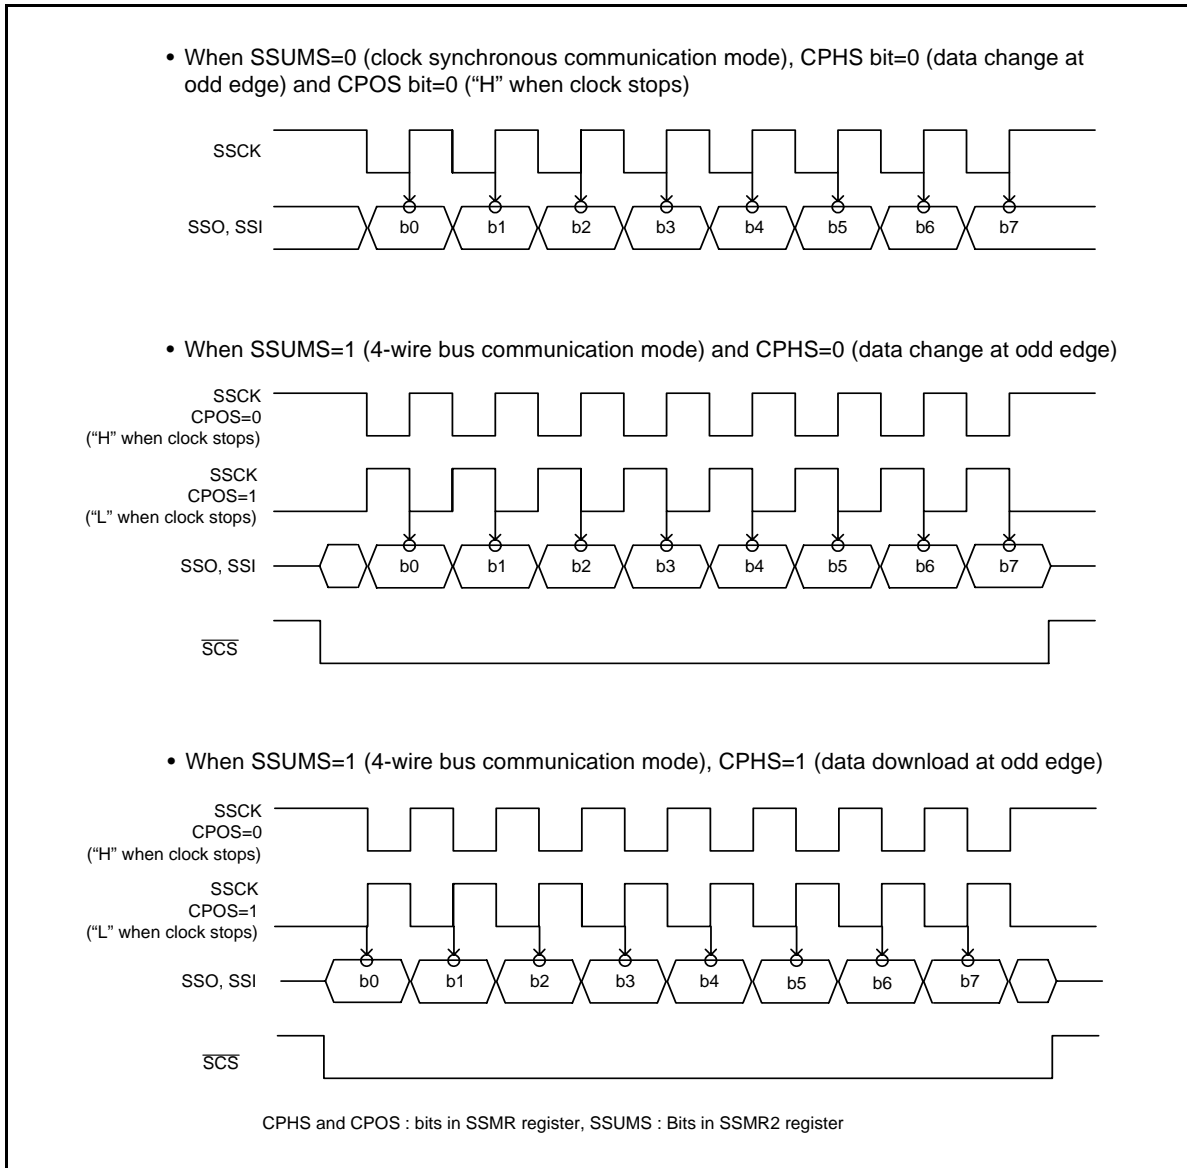 • When SSUMS=0 (clock synchronous communication mode), CPHS bit=0 (data change at
odd edge) and CPOS bit=0 (“H” when clock stops)
SSCK
SSO, SSI
b0 b1 b2 b3 b4 b5 b6 b7
• When SSUMS=1 (4-wire bus communication mode) and CPHS=0 (data change at odd edge)
SSCK
CPOS=0
(“H” when clock stops)
SSCK
CPOS=1
(“L” when clock stops)
SSO, SSI
b0 b1 b2 b3 b4 b5 b6 b7
SCS
• When SSUMS=1 (4-wire bus communication mode), CPHS=1 (data download at odd edge)
SSCK
CPOS=0
(“H” when clock stops)
SSCK
CPOS=1
(“L” when clock stops)
SSO, SSI
b0 b1 b2 b3 b4 b5 b6 b7
SCS
CPHS and CPOS : bits in SSMR register, SSUMS : Bits in SSMR2 register